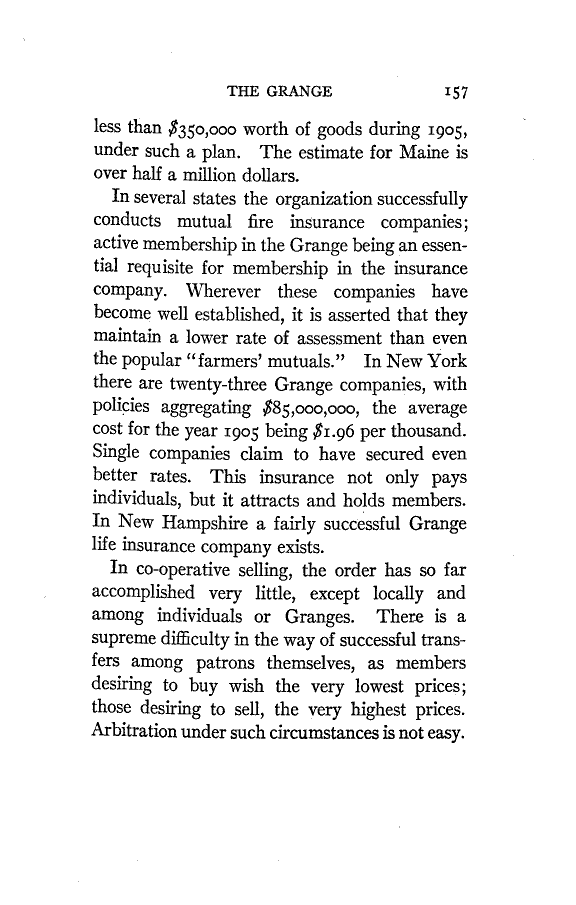 THE GRANGE 157
less than $350,000 worth of goods during 1905,
under such a plan. The estimate for Maine is
over half a million dollars.
In several states the organization successfully
conducts mutual fire insurance companies;
active membership in the Grange being an essen-
tial requisite for membership in the insurance
company. Wherever these companies have
become well established, it is asserted that they
maintain a lower rate of assessment than even
the popular "farmers' mutuals." In New York
there are twenty-three Grange companies, with
policies aggregating $85,000,000, the average
cost for the year 1905 being $1.96 per thousand.
Single companies claim to have secured even
better rates. This insurance not only pays
individuals, but it attracts and holds members.
In New Hampshire a fairly successful Grange
life insurance company exists.
In co-operative selling, the order has so far
accomplished very little, except locally and
among individuals or Granges. There is a
supreme difficulty in the way of successful trans-
fers among patrons themselves, as members
desiring to buy wish the very lowest prices;
those desiring to sell, the very highest prices.
Arbitration under such circumstances is not easy.